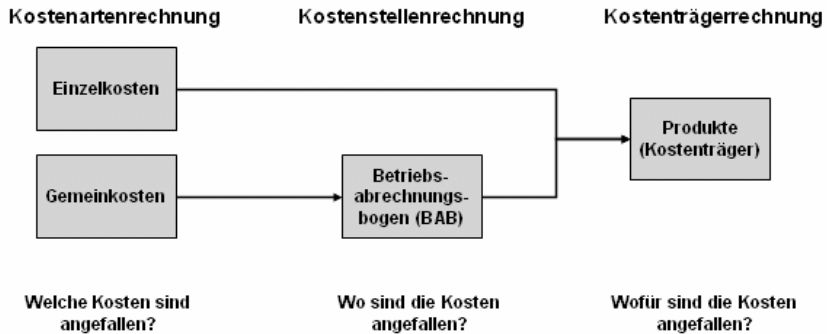 Kostenartenrechnung
Kostenstellenrechnung
Kostenträgerrechnung
Einzelkosten
Produkte
(Kostenträger)
Gemeinkosten
Betriebs-
abrechnungs-
bogen (BAB)
Welche Kosten sind
angefallen?
Wo sind die Kosten
angefallen?
Wofür sind die Kosten
angefallen?